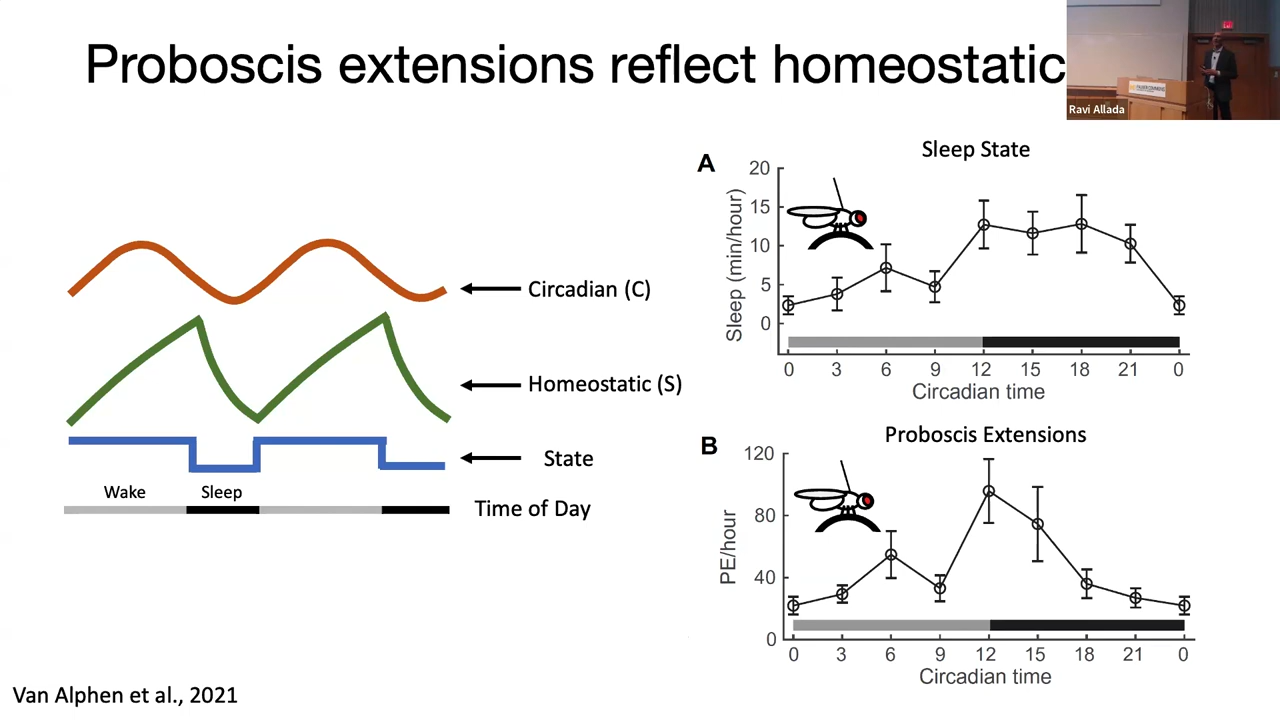 Proboscis extensions reflect homeostatic
Ravi Allada
Circadian (C)
Homeostatic (S)
State
Wake
Sleep
Time of Day
A
Sleep State
Sleep (min/hour)
20
15
10
5
0
0 3 6 9 12 15 18 21 0
Circadian time
B
Proboscis Extensions
PE/hour
120
80
40
0
0 3 6 9 12 15 18 21 0
Circadian time
Van Alphen et al., 2021